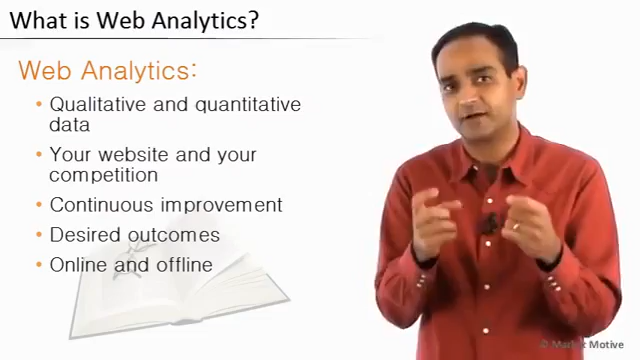 What is Web Analytics?
Web Analytics:
• Qualitative and quantitative
data
• Your website and your
competition
• Continuous improvement
• Desired outcomes
• Online and offline
© Market Motive